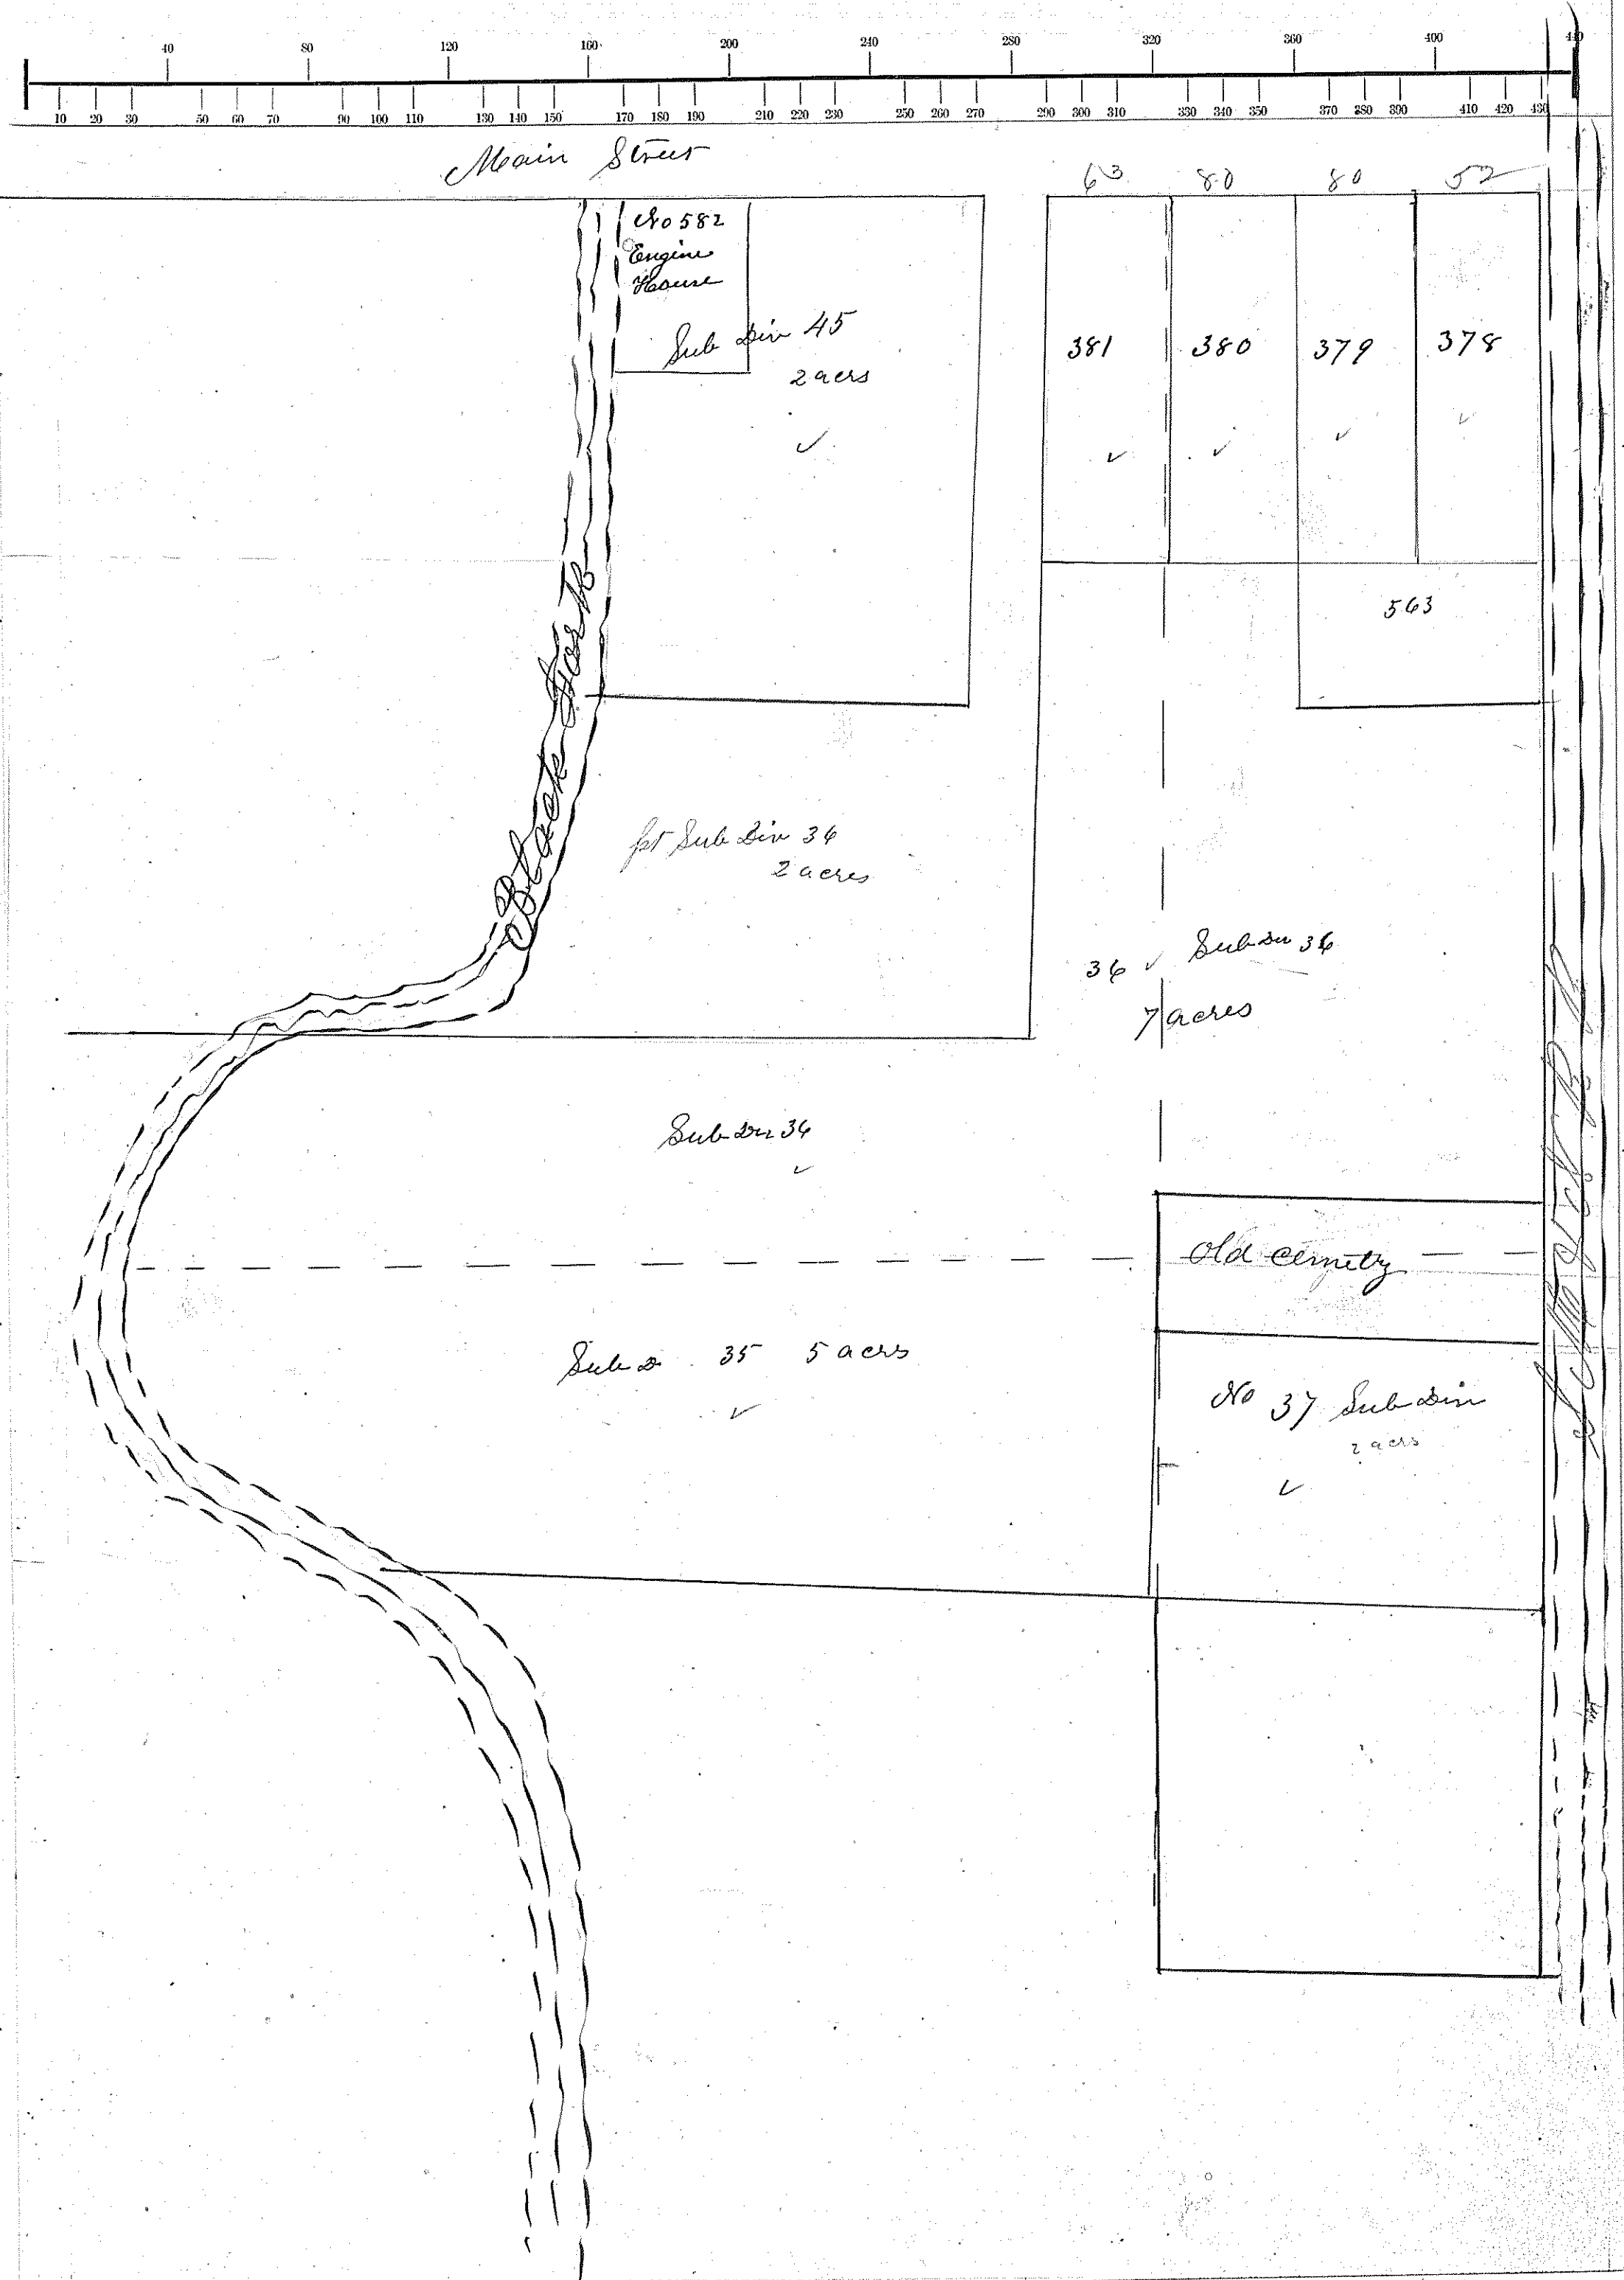 40 80 120 160 200 240 280 320 360 400 440
10 20 30 50 60 70 90 100 110 130 140 150 170 180 190 210 220 230 250 260 270 290 300 310 330 340 350 370 380 390 410 420 430
Main Street
63 80 80 52
No 582
Engine
House
Sub Div 45
2 acrs
381 380 379 378
563
Black Fork
pt Sub Div 36
2 acres
36 Sub Div 36
7 acres
Sub Div 36
Old Cemety
Sub D 35 5 acrs
No 37 Sub Div
2 acrs